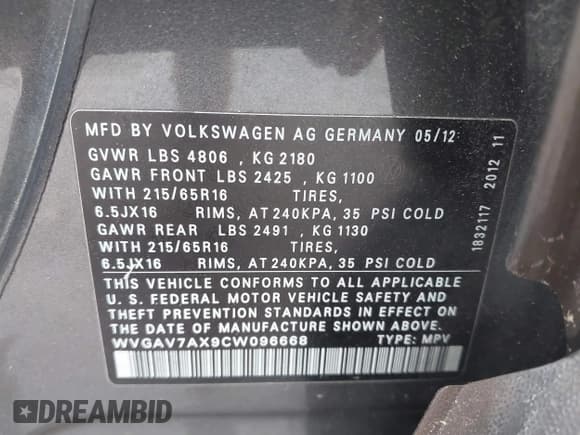 MFD BY VOLKSWAGEN AG GERMANY 05/12
GVWR LBS 4806 , KG 2180
GAWR FRONT LBS 2425 , KG 1100
WITH 215/65R16 TIRES,
6.5JX16 RIMS, AT 240KPA, 35 PSI COLD
GAWR REAR LBS 2491 , KG 1130
WITH 215/65R16 TIRES,
6.5JX16 RIMS, AT 240KPA, 35 PSI COLD
THIS VEHICLE CONFORMS TO ALL APPLICABLE
U. S. FEDERAL MOTOR VEHICLE SAFETY AND
THEFT PREVENTION STANDARDS IN EFFECT ON
THE DATE OF MANUFACTURE SHOWN ABOVE.
WVGAV7AX9CW096668 TYPE: MPV
1832117 2012 11
DREAMBID